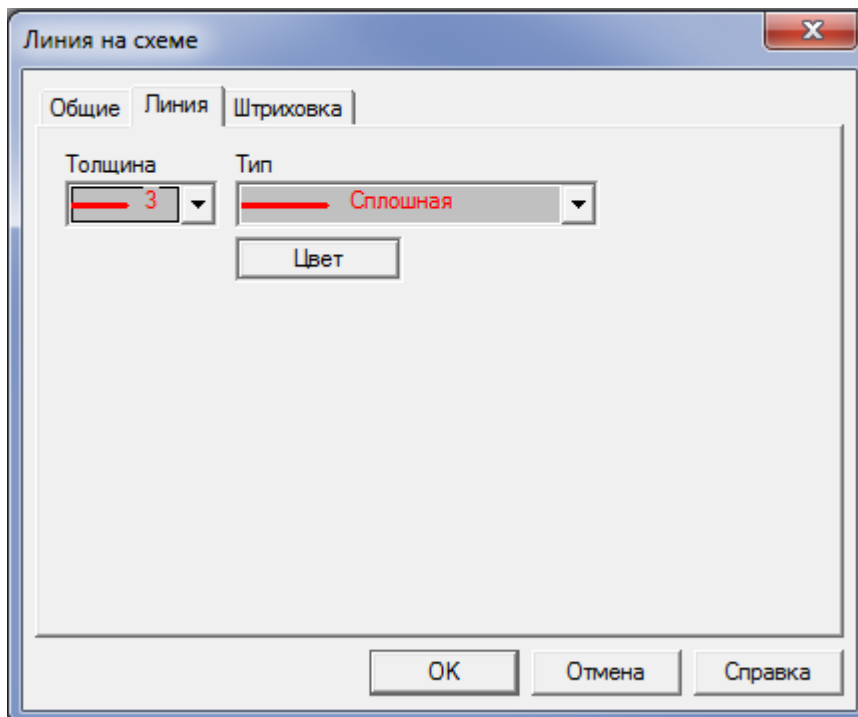 Линия на схеме
Общие Линия Штриховка
Толщина Тип
3 Сплошная
Цвет
OK Отмена Справка